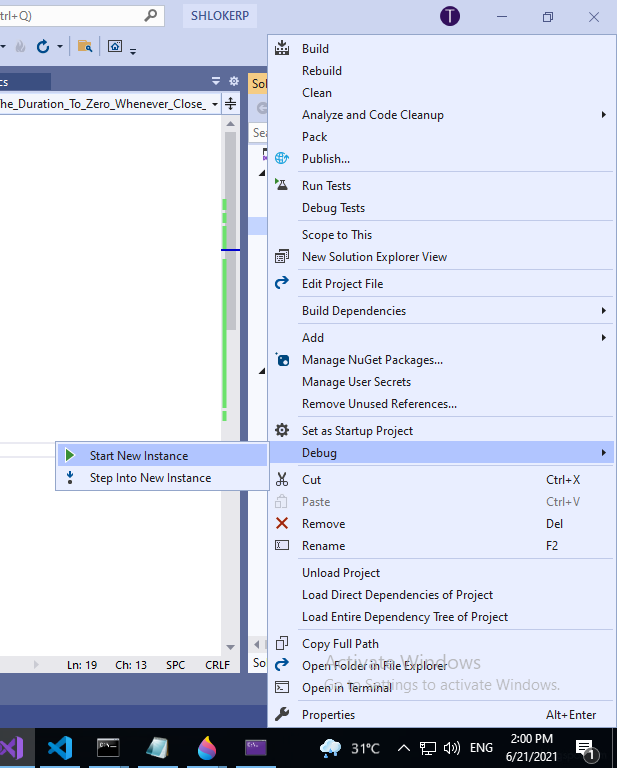 trl+Q)
SHLOKERP
T
cs
The_Duration_To_Zero_Whenever_Close_
Sol
Sea
Build
Rebuild
Clean
Analyze and Code Cleanup
Pack
Publish...
Run Tests
Debug Tests
Scope to This
New Solution Explorer View
Edit Project File
Build Dependencies
Add
Manage NuGet Packages...
Manage User Secrets
Remove Unused References...
Set as Startup Project
Debug
Start New Instance
Step Into New Instance
Cut Ctrl+X
Paste Ctrl+V
Remove Del
Rename F2
Unload Project
Load Direct Dependencies of Project
Load Entire Dependency Tree of Project
Copy Full Path
Open Folder in File Explorer
Open in Terminal
Properties Alt+Enter
Activate Windows
Go to Settings to activate Windows.
Ln: 19 Ch: 13 SPC CRLF
So
31°C ENG 2:00 PM
6/21/2021
1